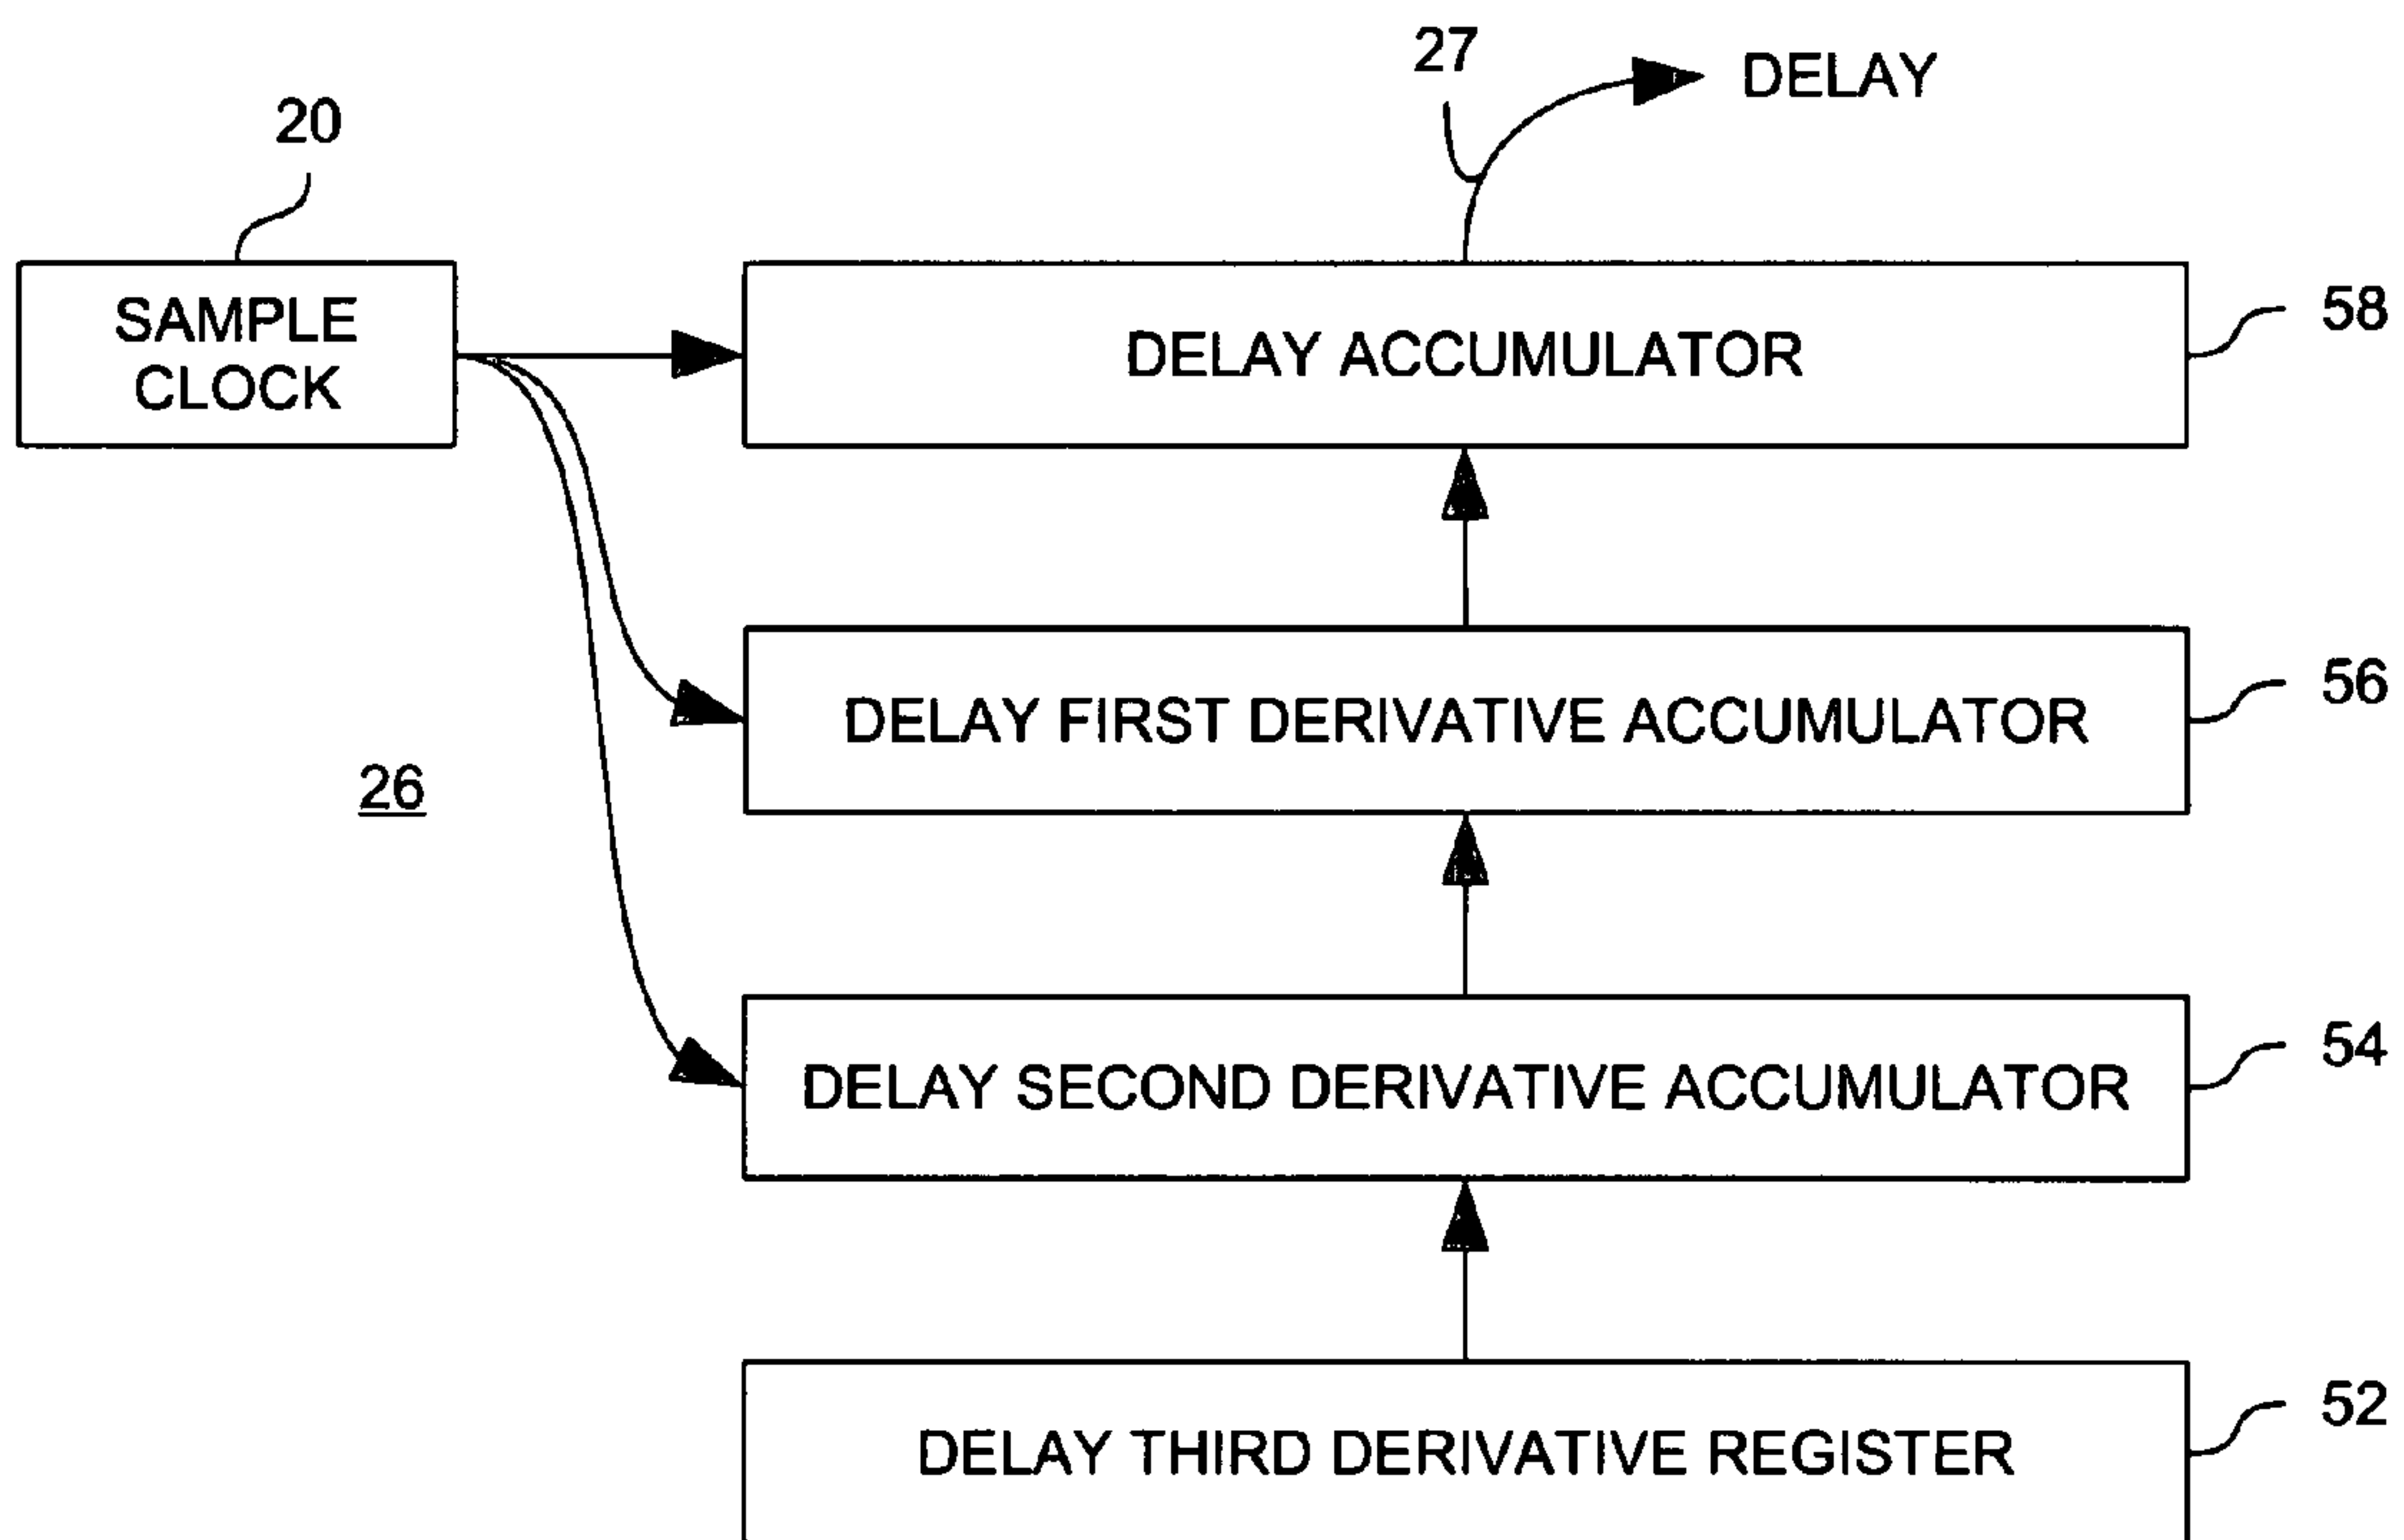 27
DELAY
20
SAMPLE
CLOCK
DELAY ACCUMULATOR
58
DELAY FIRST DERIVATIVE ACCUMULATOR
56
26
DELAY SECOND DERIVATIVE ACCUMULATOR
54
DELAY THIRD DERIVATIVE REGISTER
52